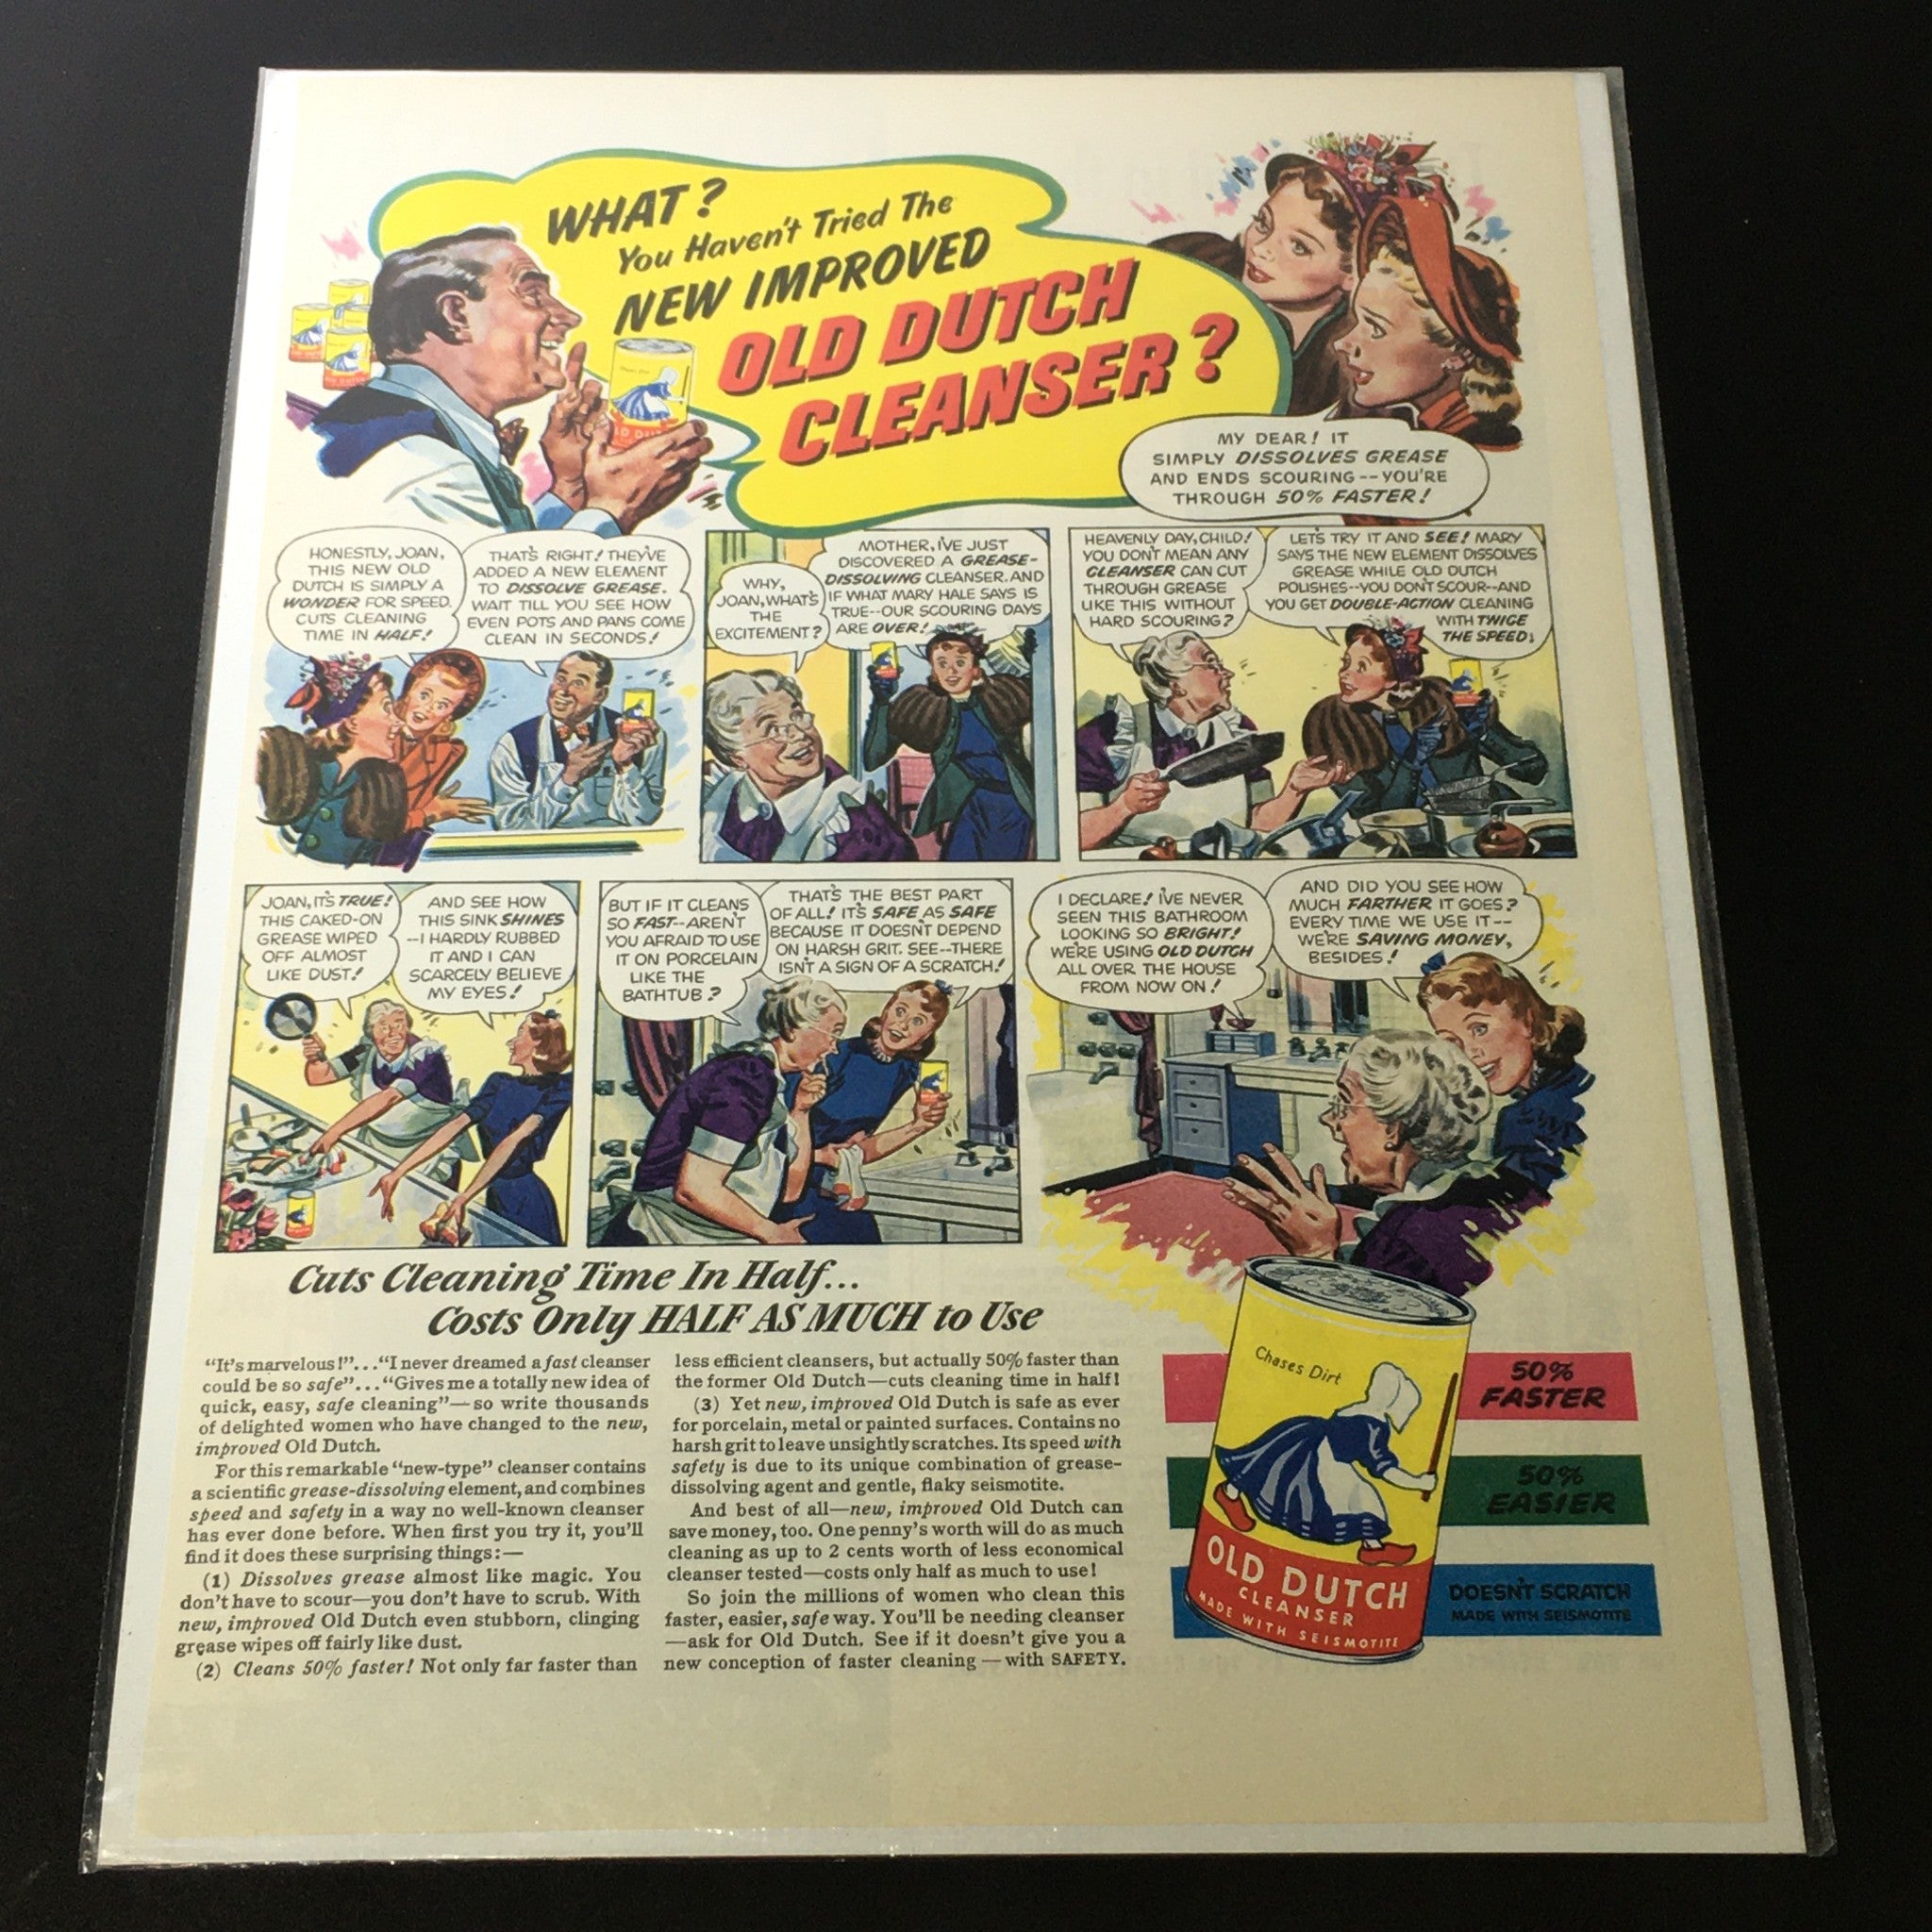 WHAT?
You Haven't Tried The
NEW IMPROVED
OLD DUTCH
CLEANSER?
MY DEAR! IT
SIMPLY DISSOLVES GREASE
AND ENDS SCOURING--YOU'RE
THROUGH 50% FASTER!
HONESTLY, JOAN,
THIS NEW OLD
DUTCH IS SIMPLY A
WONDER FOR SPEED.
CUTS CLEANING
TIME IN HALF!
THAT'S RIGHT! THEY'VE
ADDED A NEW ELEMENT
TO DISSOLVE GREASE.
WAIT TILL YOU SEE HOW
EVEN POTS AND PANS COME
CLEAN IN SECONDS!
WHY,
JOAN, WHAT'S
THE
EXCITEMENT?
MOTHER, I'VE JUST
DISCOVERED A GREASE-
DISSOLVING CLEANSER. AND
IF WHAT MARY HALE SAYS IS
TRUE--OUR SCOURING DAYS
ARE OVER!
HEAVENLY DAY, CHILD!
YOU DON'T MEAN ANY
CLEANSER CAN CUT
THROUGH GREASE
LIKE THIS WITHOUT
HARD SCOURING?
LET'S TRY IT AND SEE! MARY
SAYS THE NEW ELEMENT DISSOLVES
GREASE WHILE OLD DUTCH
POLISHES--YOU DON'T SCOUR--AND
YOU GET DOUBLE-ACTION CLEANING
WITH TWICE
THE SPEED!
JOAN, IT'S TRUE!
THIS CAKED-ON
GREASE WIPED
OFF ALMOST
LIKE DUST!
AND SEE HOW
THIS SINK SHINES
--I HARDLY RUBBED
IT AND I CAN
SCARCELY BELIEVE
MY EYES!
BUT IF IT CLEANS
SO FAST--AREN'T
YOU AFRAID TO USE
IT ON PORCELAIN
LIKE THE
BATHTUB?
THAT'S THE BEST PART
OF ALL! IT'S SAFE AS SAFE
BECAUSE IT DOESN'T DEPEND
ON HARSH GRIT. SEE--THERE
ISN'T A SIGN OF A SCRATCH!
I DECLARE! I'VE NEVER
SEEN THIS BATHROOM
LOOKING SO BRIGHT!
WE'RE USING OLD DUTCH
ALL OVER THE HOUSE
FROM NOW ON!
AND DID YOU SEE HOW
MUCH FARTHER IT GOES?
EVERY TIME WE USE IT--
WE'RE SAVING MONEY,
BESIDES!
Cuts Cleaning Time In Half...
Costs Only HALF AS MUCH to Use
"It's marvelous!"..."I never dreamed a fast cleanser
could be so safe"..."Gives me a totally new idea of
quick, easy, safe cleaning"—so write thousands
of delighted women who have changed to the new,
improved Old Dutch.
For this remarkable "new-type" cleanser contains
a scientific grease-dissolving element, and combines
speed and safety in a way no well-known cleanser
has ever done before. When first you try it, you'll
find it does these surprising things:—
(1) Dissolves grease almost like magic. You
don't have to scour—you don't have to scrub. With
new, improved Old Dutch even stubborn, clinging
grease wipes off fairly like dust.
(2) Cleans 50% faster! Not only far faster than
less efficient cleansers, but actually 50% faster than
the former Old Dutch—cuts cleaning time in half!
(3) Yet new, improved Old Dutch is safe as ever
for porcelain, metal or painted surfaces. Contains no
harsh grit to leave unsightly scratches. Its speed with
safety is due to its unique combination of grease-
dissolving agent and gentle, flaky seismotite.
And best of all—new, improved Old Dutch can
save money, too. One penny's worth will do as much
cleaning as up to 2 cents worth of less economical
cleanser tested—costs only half as much to use!
So join the millions of women who clean this
faster, easier, safe way. You'll be needing cleanser
—ask for Old Dutch. See if it doesn't give you a
new conception of faster cleaning—with SAFETY.
Chases Dirt
OLD DUTCH
CLEANSER
MADE WITH SEISMOTITE
50%
FASTER
50%
EASIER
DOESN'T SCRATCH
MADE WITH SEISMOTITE